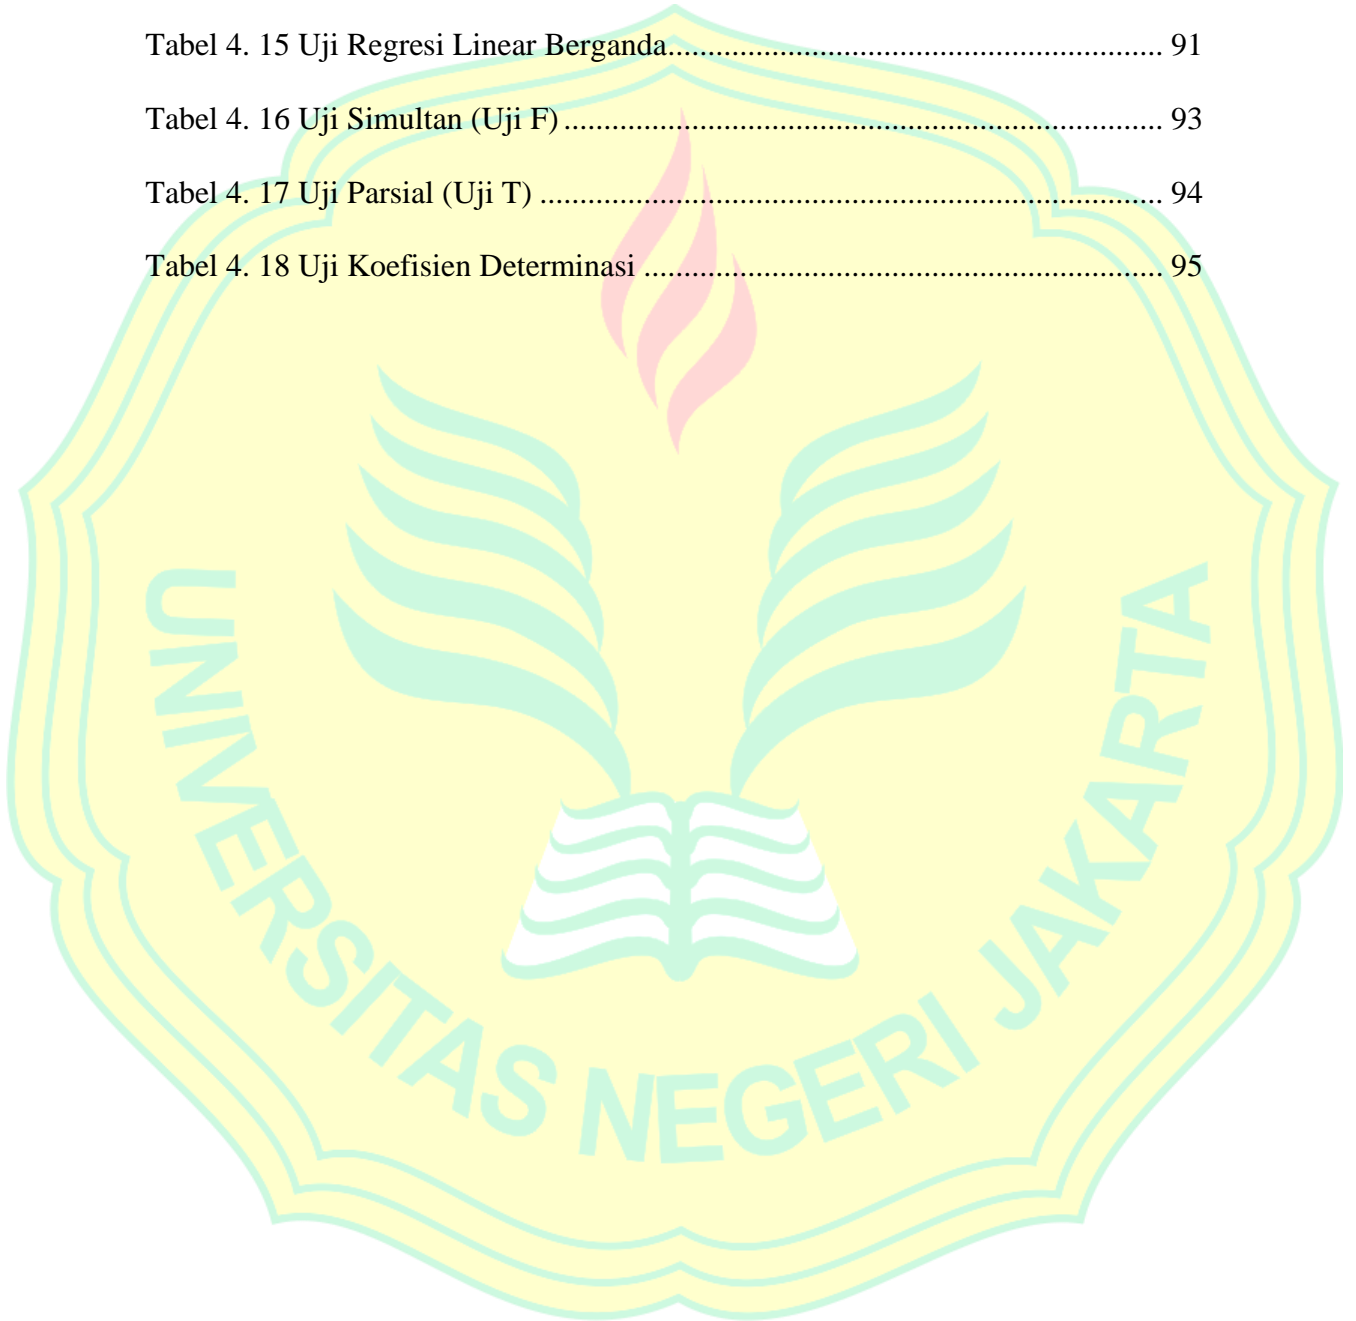 Tabel 4. 15 Uji Regresi Linear Berganda............................................................ 91
Tabel 4. 16 Uji Simultan (Uji F) ......................................................................... 93
Tabel 4. 17 Uji Parsial (Uji T) ............................................................................ 94
Tabel 4. 18 Uji Koefisien Determinasi ............................................................... 95
UNIVERSITAS NEGERI JAKARTA